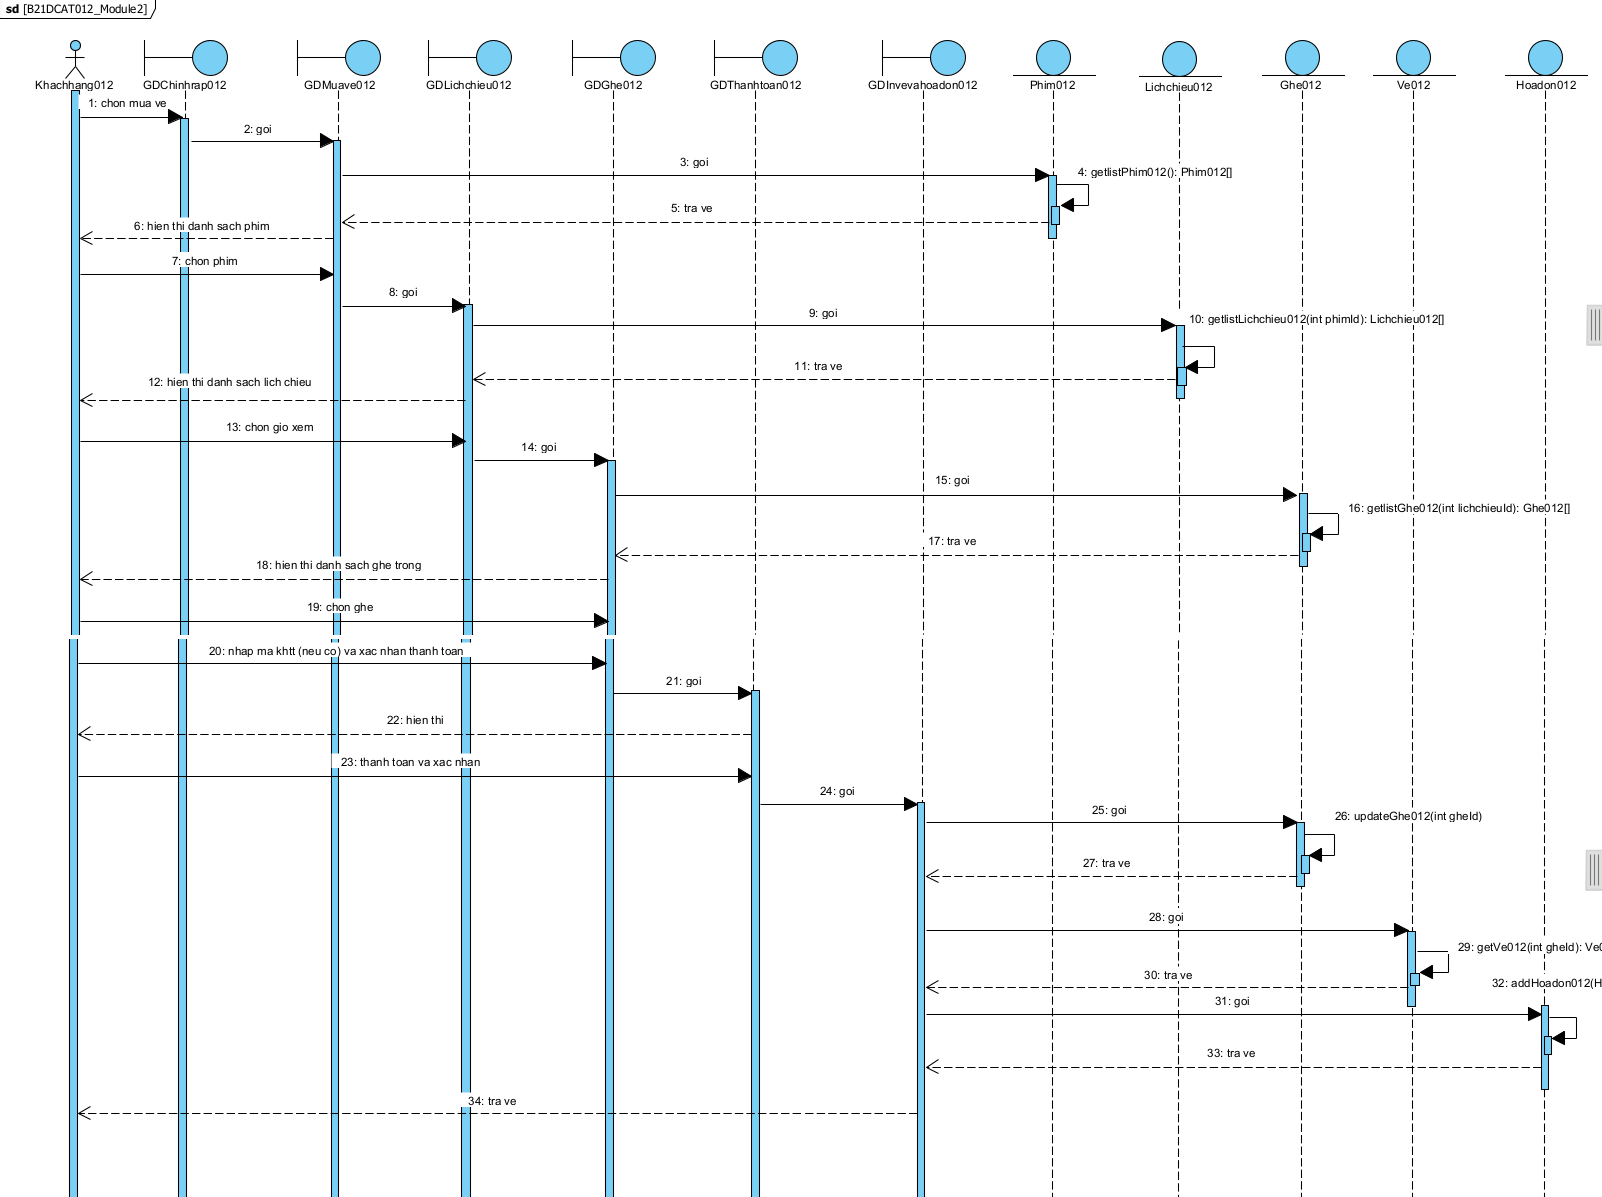 sd [B21DCAT012_Module2]
Khachhang012
GDChinhrap012
GDMuave012
GDLichchieu012
GDGhe012
GDThanhtoan012
GDInvevahoadon012
Phim012
Lichchieu012
Ghe012
Ve012
Hoadon012
1: chon mua ve
2: goi
3: goi
4: getlistPhim012(): Phim012[]
5: tra ve
6: hien thi danh sach phim
7: chon phim
8: goi
9: goi
10: getlistLichchieu012(int phimId): Lichchieu012[]
11: tra ve
12: hien thi danh sach lich chieu
13: chon gio xem
14: goi
15: goi
16: getlistGhe012(int lichchieuId): Ghe012[]
17: tra ve
18: hien thi danh sach ghe trong
19: chon ghe
20: nhap ma khtt (neu co) va xac nhan thanh toan
21: goi
22: hien thi
23: thanh toan va xac nhan
24: goi
25: goi
26: updateGhe012(int gheId)
27: tra ve
28: goi
29: getVe012(int gheId): Ve0
30: tra ve
31: goi
32: addHoadon012(H
33: tra ve
34: tra ve